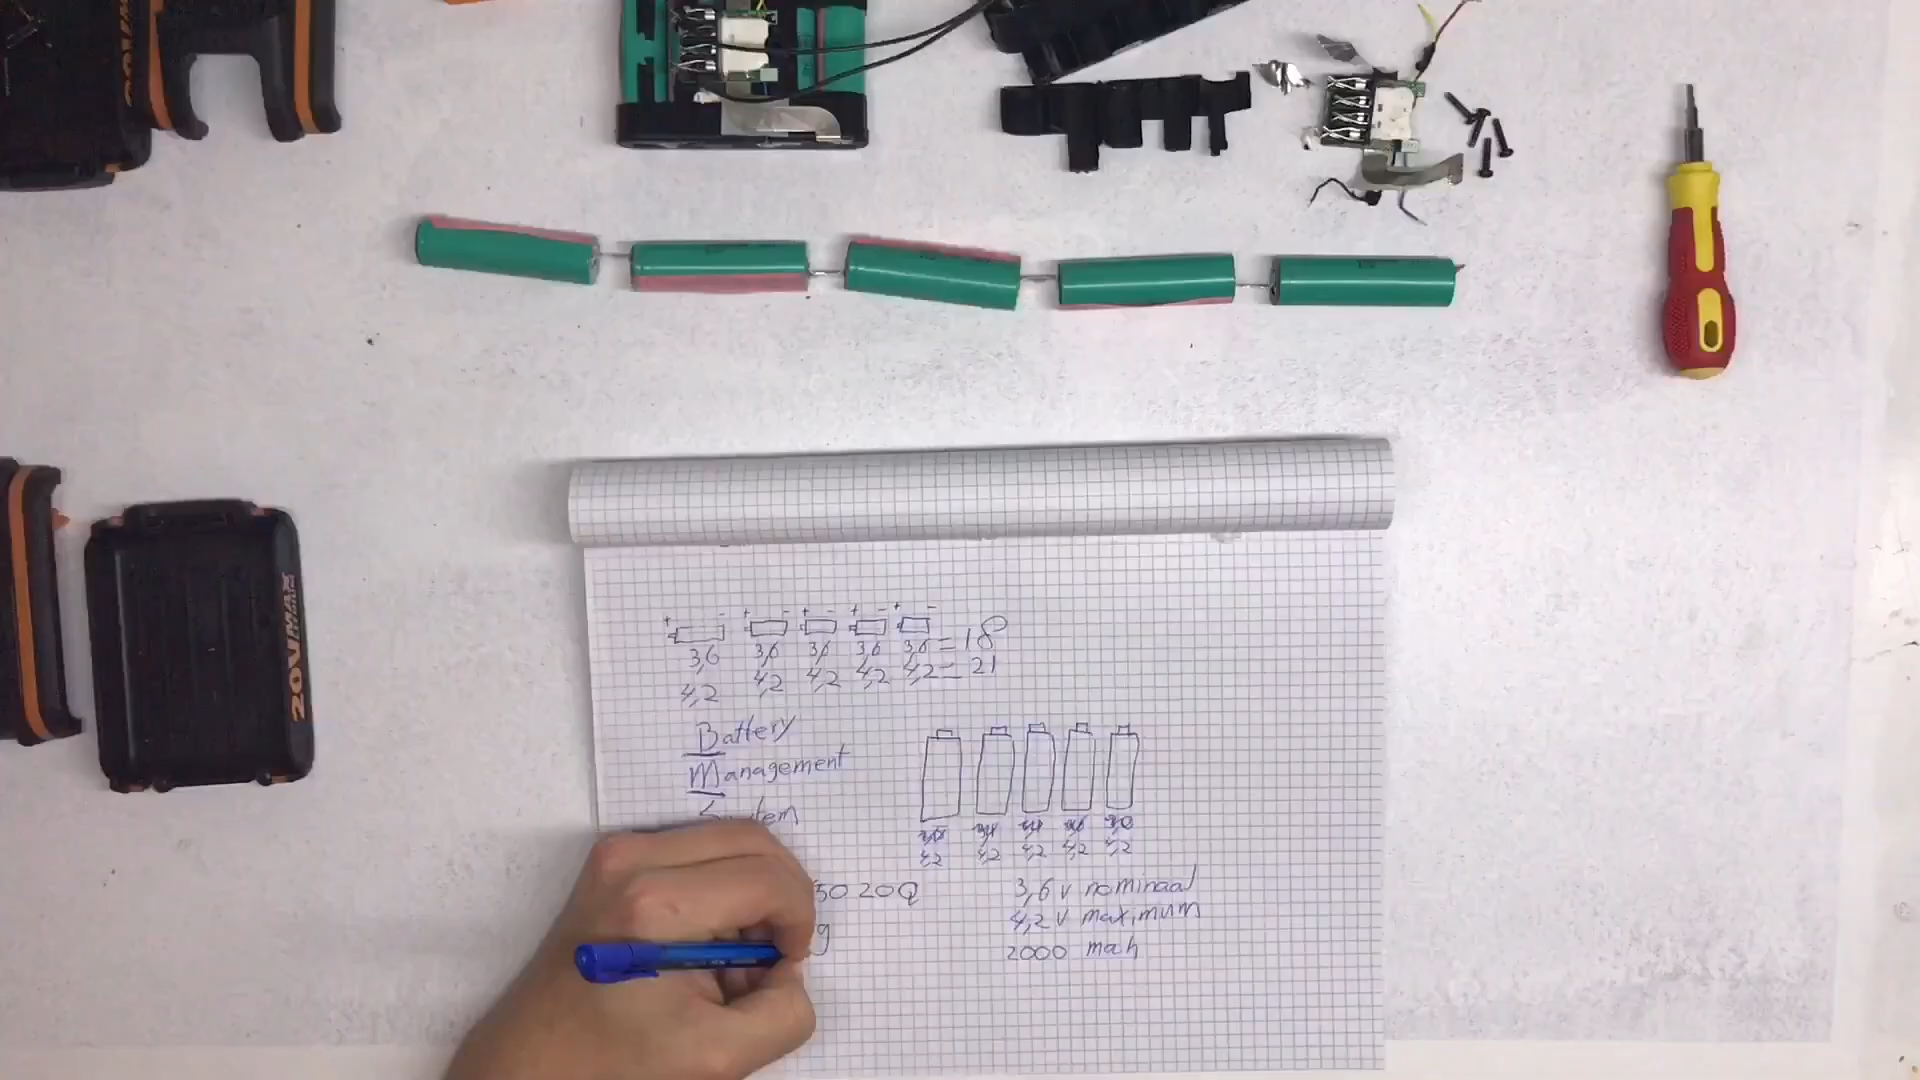 20V MAX
+ - + - + - + - + -
3,6 3,6 3,6 3,6 3,6 = 18
4,2 4,2 4,2 4,2 4,2 = 21
Battery
Management
System
4,2 4,2 4,2 4,2 4,2
50 20Q
g
3,6 v nominaal
4,2 v maximum
2000 mah